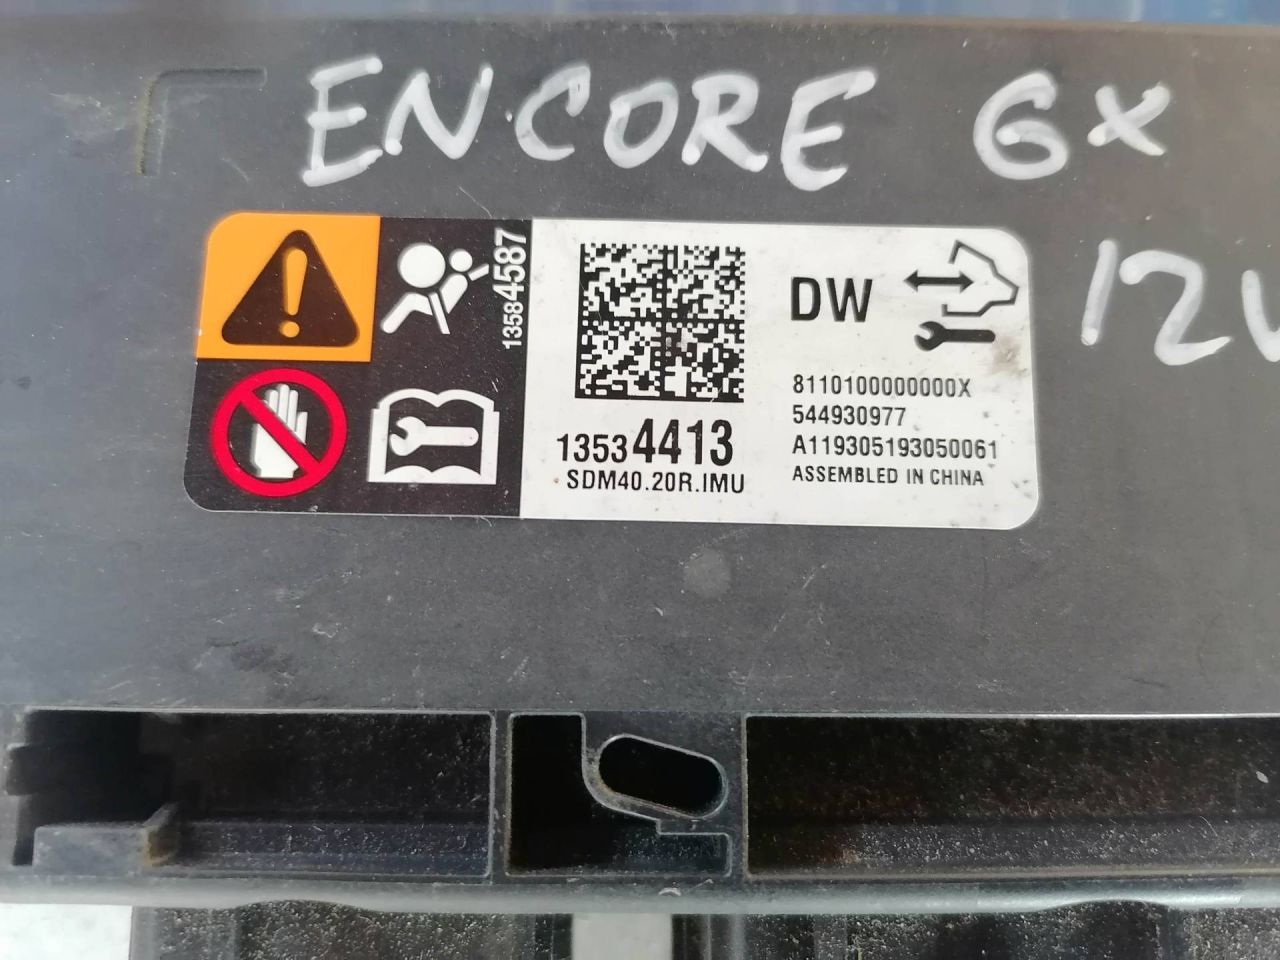 ENCORE GX
12V
13584587
DW
13534413
SDM40.20R.IMU
8110100000000X
544930977
A119305193050061
ASSEMBLED IN CHINA